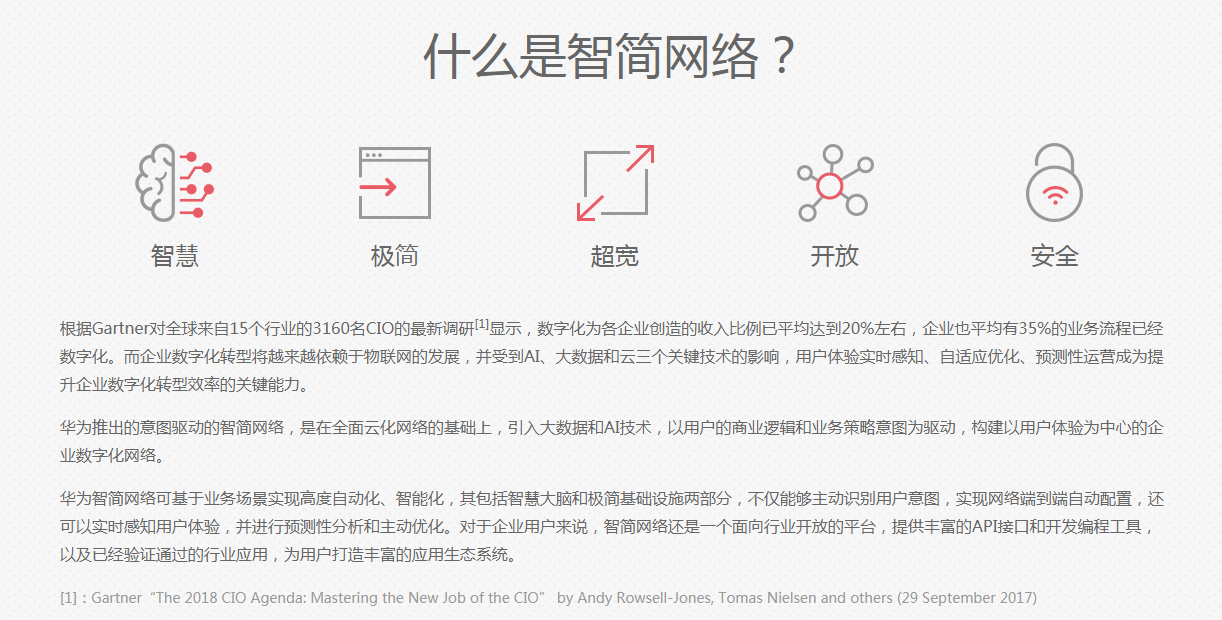 什么是智简网络？
智慧
极简
超宽
开放
安全
根据Gartner对全球来自15个行业的3160名CIO的最新调研[1]显示，数字化为各企业创造的收入比例已平均达到20%左右，企业也平均有35%的业务流程已经
数字化。而企业数字化转型将越来越依赖于物联网的发展，并受到AI、大数据和云三个关键技术的影响，用户体验实时感知、自适应优化、预测性运营成为提
升企业数字化转型效率的关键能力。
华为推出的意图驱动的智简网络，是在全面云化网络的基础上，引入大数据和AI技术，以用户的商业逻辑和业务策略意图为驱动，构建以用户体验为中心的企
业数字化网络。
华为智简网络可基于业务场景实现高度自动化、智能化，其包括智慧大脑和极简基础设施两部分，不仅能够主动识别用户意图，实现网络端到端自动配置，还
可以实时感知用户体验，并进行预测性分析和主动优化。对于企业用户来说，智简网络还是一个面向行业开放的平台，提供丰富的API接口和开发编程工具，
以及已经验证通过的行业应用，为用户打造丰富的应用生态系统。
[1]：Gartner“The 2018 CIO Agenda: Mastering the New Job of the CIO” by Andy Rowsell-Jones, Tomas Nielsen and others (29 September 2017)